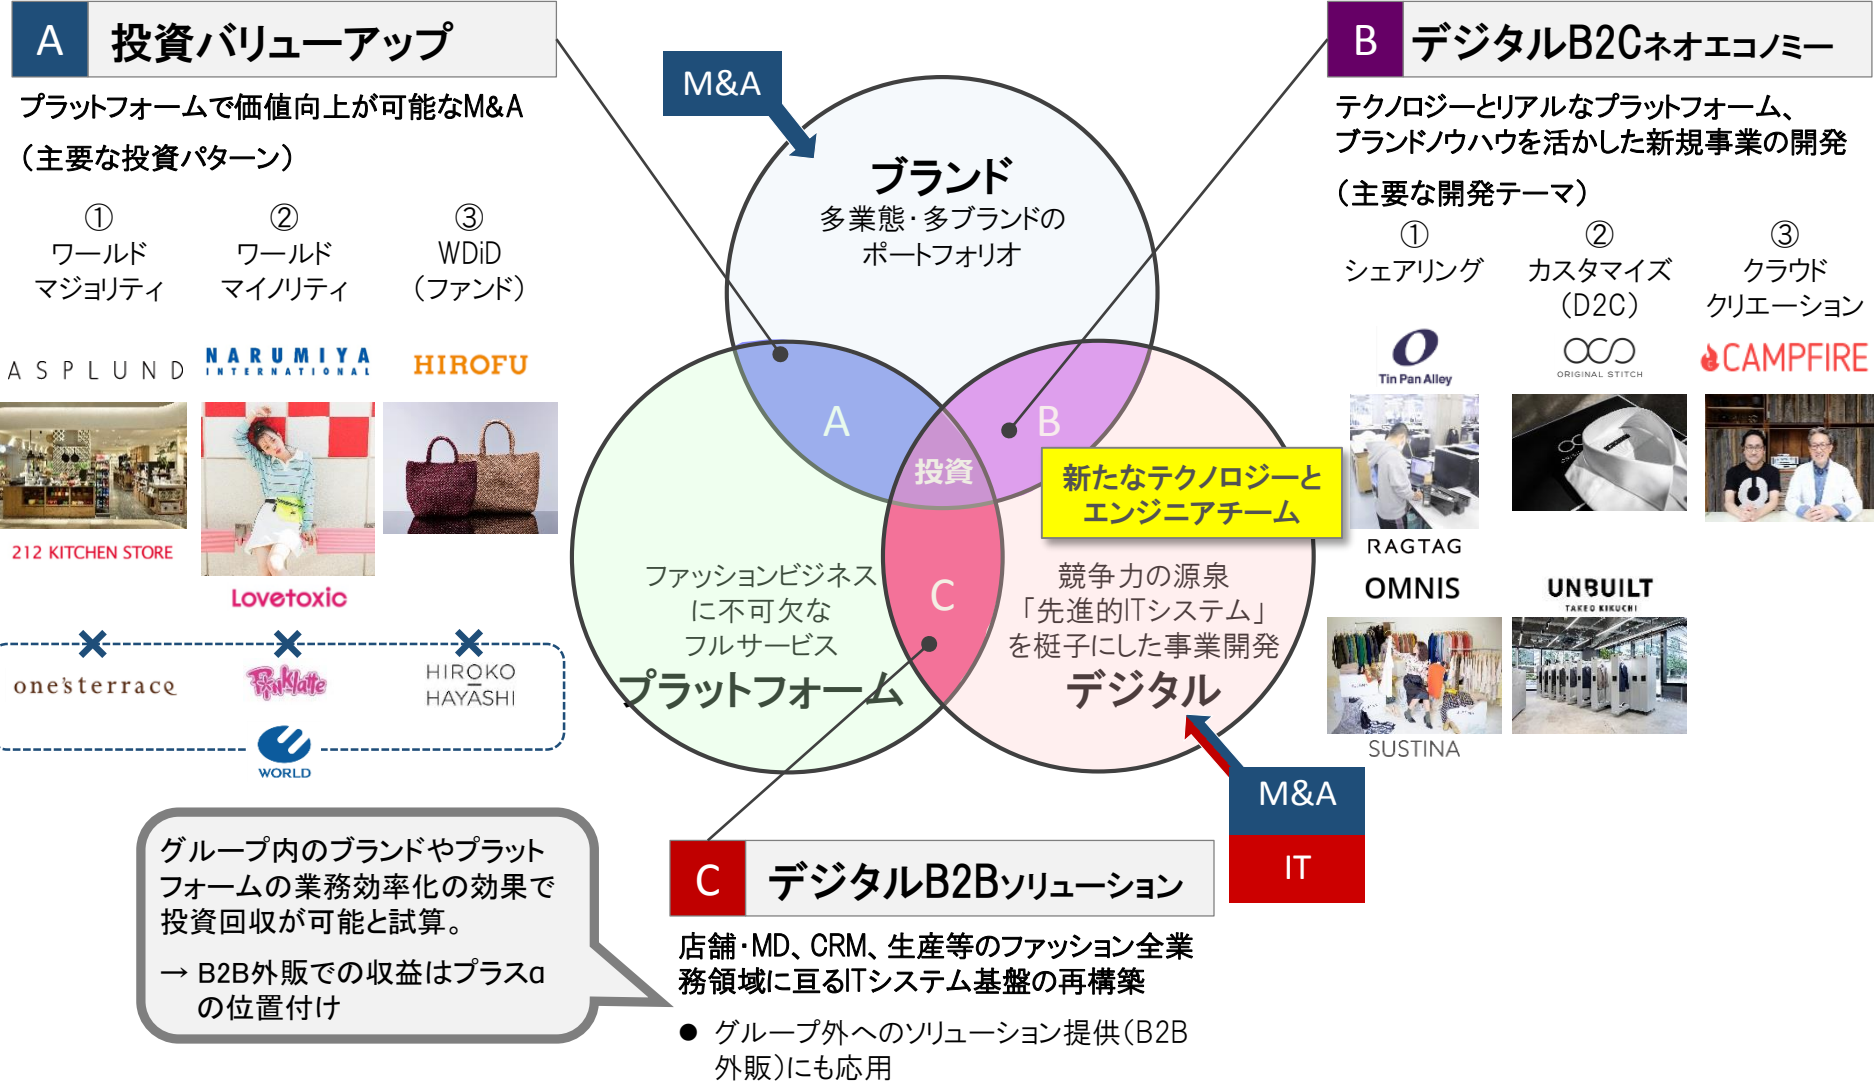 A 投資バリューアップ
プラットフォームで価値向上が可能なM&A
（主要な投資パターン）
①
ワールド
マジョリティ
②
ワールド
マイノリティ
③
WDiD
（ファンド）
ASPLUND
NARUMIYA
INTERNATIONAL
HIROFU
212 KITCHEN STORE
Lovetoxic
one'sterrace
PinkLatte
HIROKO
HAYASHI
WORLD
M&A
ブランド
多業態・多ブランドの
ポートフォリオ
A
B
投資
C
新たなテクノロジーと
エンジニアチーム
ファッションビジネス
に不可欠な
フルサービス
プラットフォーム
競争力の源泉
「先進的ITシステム」
を梃子にした事業開発
デジタル
M&A
IT
B デジタルB2Cネオエコノミー
テクノロジーとリアルなプラットフォーム、
ブランドノウハウを活かした新規事業の開発
（主要な開発テーマ）
①
シェアリング
②
カスタマイズ
（D2C）
③
クラウド
クリエーション
Tin Pan Alley
ORIGINAL STITCH
CAMPFIRE
RAGTAG
OMNIS
UNBUILT
TAKEO KIKUCHI
SUSTINA
グループ内のブランドやプラット
フォームの業務効率化の効果で
投資回収が可能と試算。
→ B2B外販での収益はプラスα
の位置付け
C デジタルB2Bソリューション
店舗・MD、CRM、生産等のファッション全業
務領域に亘るITシステム基盤の再構築
● グループ外へのソリューション提供（B2B
外販）にも応用